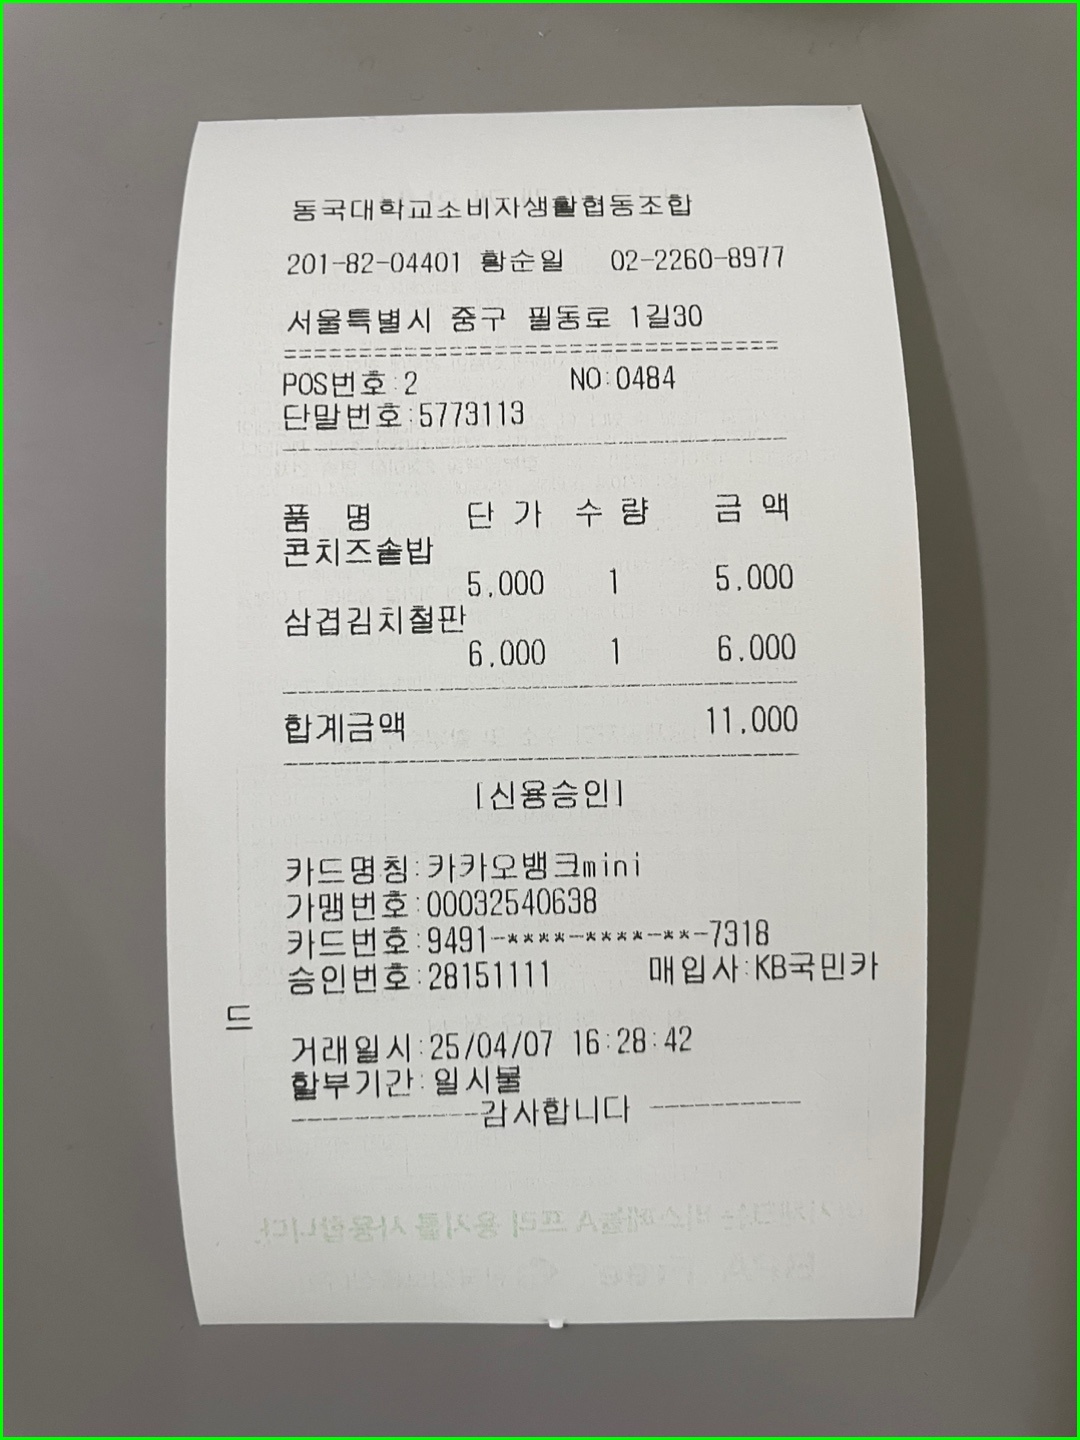 동국대학교소비자생활협동조합
201-82-04401 황순일 02-2260-8977
서울특별시 중구 필동로 1길30
================================
POS번호:2 NO:0484
단말번호:5773113
품 명 단 가 수 량 금 액
콘치즈솥밥
5,000 1 5,000
삼겹김치철판
6,000 1 6,000
합계금액 11,000
[신용승인]
카드명칭:카카오뱅크mini
가맹번호:00032540638
카드번호:9491-****-****-**-7318
승인번호:28151111 매입사:KB국민카
드
거래일시:25/04/07 16:28:42
할부기간:일시불
------------감사합니다 ----------